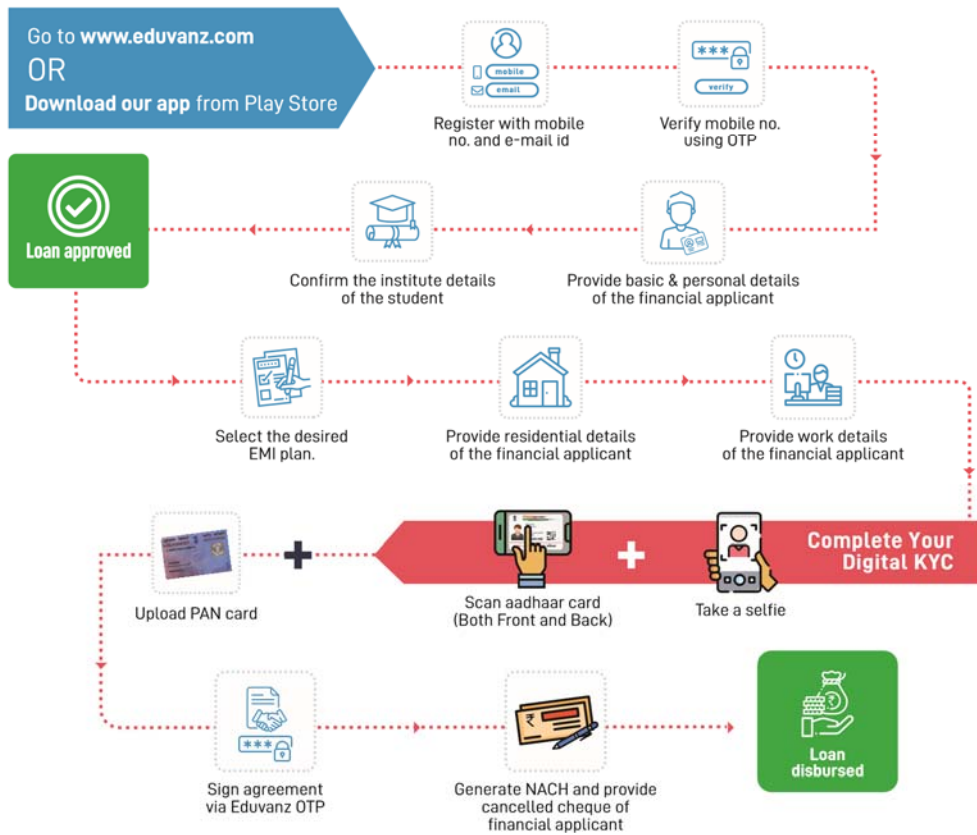 Go to www.eduvanz.com
OR
Download our app from Play Store
mobile
email
Register with mobile
no. and e-mail id
***
verify
Verify mobile no.
using OTP
Loan approved
Confirm the institute details
of the student
Provide basic & personal details
of the financial applicant
Select the desired
EMI plan.
Provide residential details
of the financial applicant
Provide work details
of the financial applicant
Complete Your
Digital KYC
Take a selfie
Scan aadhaar card
(Both Front and Back)
Upload PAN card
***
Sign agreement
via Eduvanz OTP
₹
Generate NACH and provide
cancelled cheque of
financial applicant
₹
Loan
disbursed